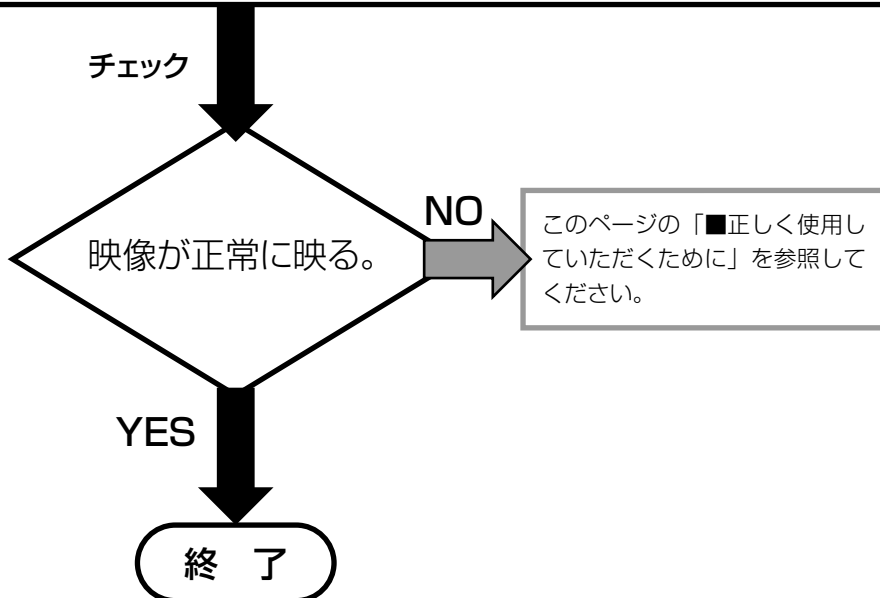 チェック
映像が正常に映る。
NO
このページの「■正しく使用し
ていただくために」を参照して
ください。
YES
終 了